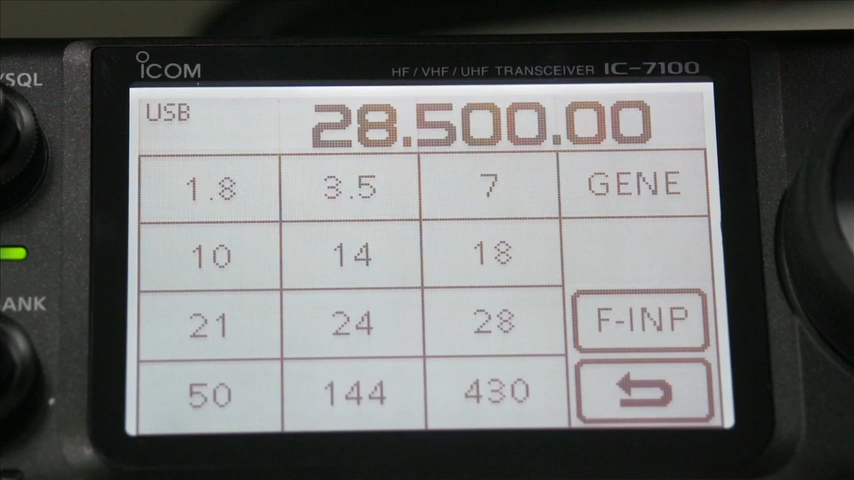 /SQL
ICOM
HF/VHF/UHF TRANSCEIVER IC-7100
USB 28.500.00
1.8 3.5 7 GENE
10 14 18
21 24 28 F-INP
50 144 430
ANK